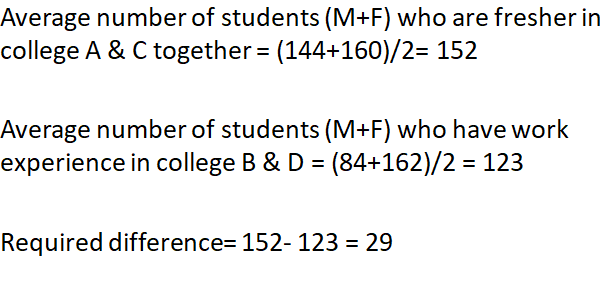 Average number of students (M+F) who are fresher in
college A & C together = (144+160)/2= 152
Average number of students (M+F) who have work
experience in college B & D = (84+162)/2 = 123
Required difference= 152- 123 = 29